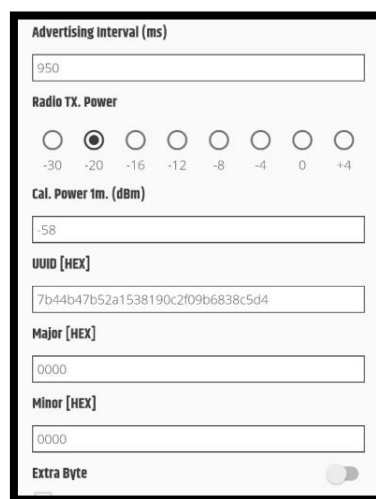 Advertising Interval (ms)
950
Radio TX. Power
-30 -20 -16 -12 -8 -4 0 +4
Cal. Power 1m. (dBm)
-58
UUID [HEX]
7b44b47b52a1538190c2f09b6838c5d4
Major [HEX]
0000
Minor [HEX]
0000
Extra Byte